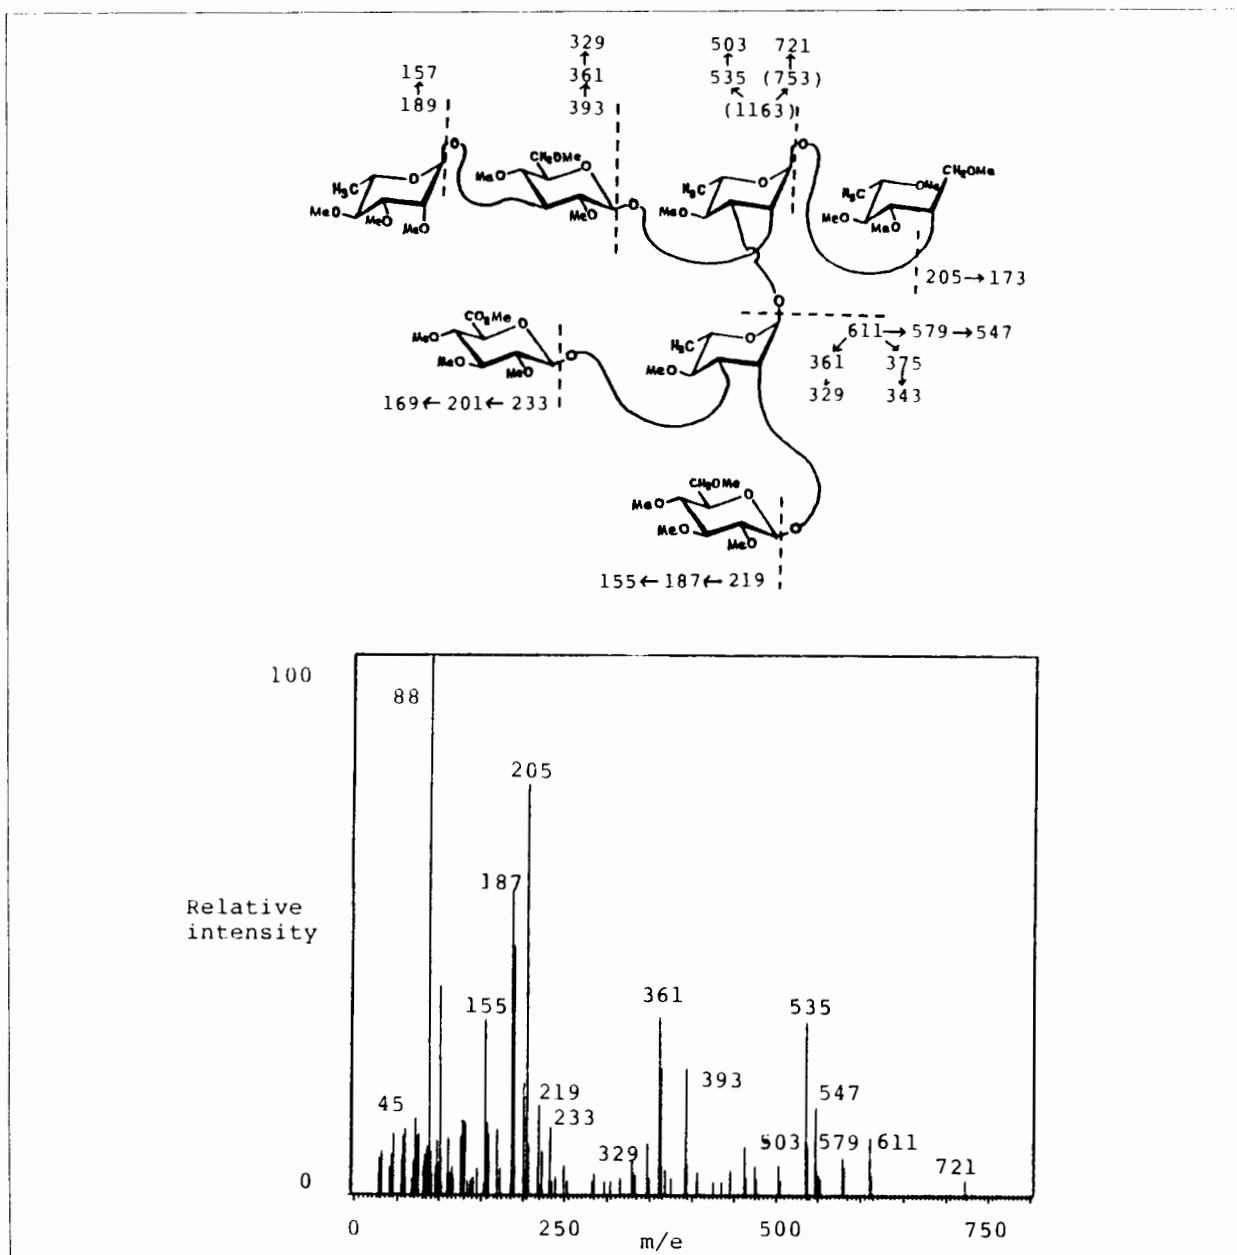 329 503 721
157 361 535 (753)
189 393 (1163)
O CH2OMe O CH2OMe
H3C O MeO O H3C O H3C OMe
MeO MeO MeO MeO O MeO MeO MeO
205→173
O
CO2Me O H3C O 611→579→547
MeO O MeO 361 375
MeO MeO 329 343
169←201←233
CH2OMe O
MeO
MeO MeO O
155←187←219
100
88
205
187
Relative
intensity
361 535
155
393
547
45 219
233 503 579 611
329
721
0
0 250 500 750
m/e